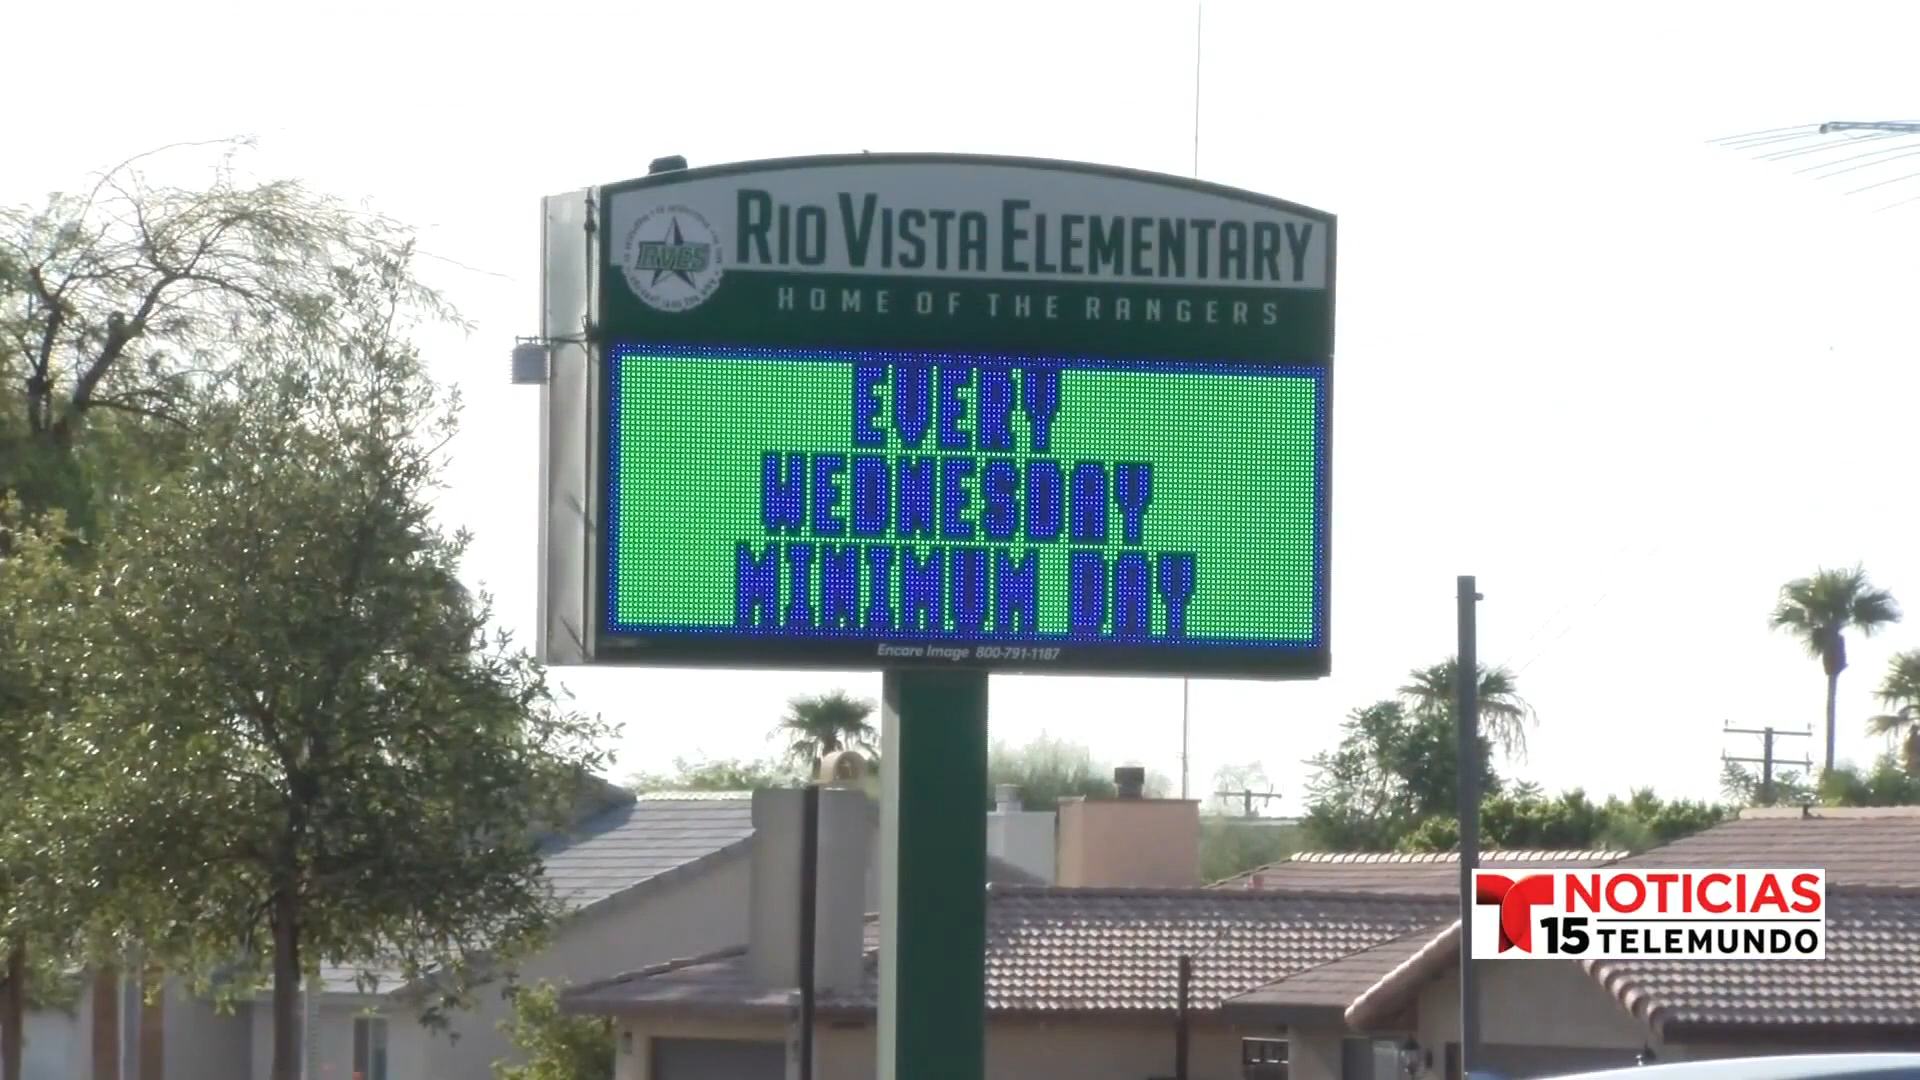 RIO VISTA ELEMENTARY
RVES
HOME OF THE RANGERS
EVERY
WEDNESDAY
MINIMUM DAY
Encore Image 800-791-1187
NOTICIAS
15 TELEMUNDO